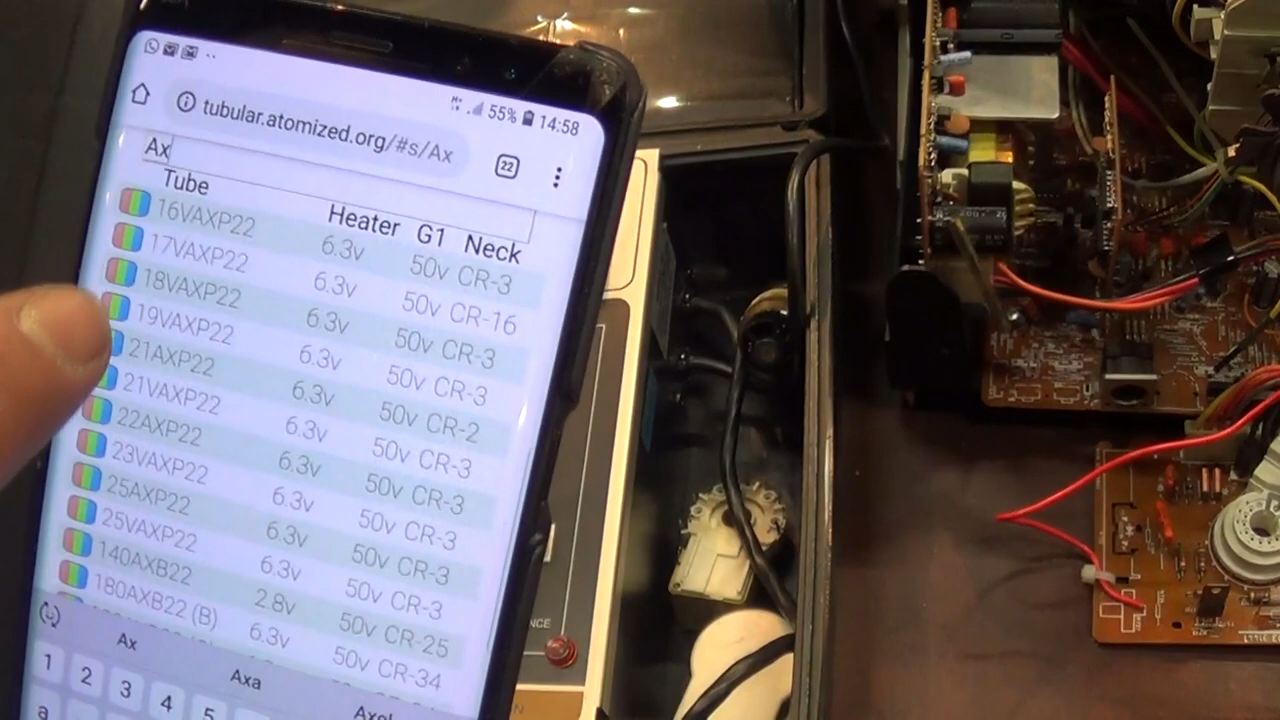 55% 14:58
tubular.atomized.org/#s/Ax 22
Ax
Tube Heater G1 Neck
16VAXP22 6.3v 50v CR-3
17VAXP22 6.3v 50v CR-16
18VAXP22 6.3v 50v CR-3
19VAXP22 6.3v 50v CR-3
21AXP22 6.3v 50v CR-2
21VAXP22 6.3v 50v CR-3
22AXP22 6.3v 50v CR-3
23VAXP22 6.3v 50v CR-3
25AXP22 6.3v 50v CR-3
25VAXP22 6.3v 50v CR-3
140AXB22 2.8v 50v CR-25
180AXB22 (B) 6.3v 50v CR-34
Ax Axa
1 2 3 4 5
a
NCE